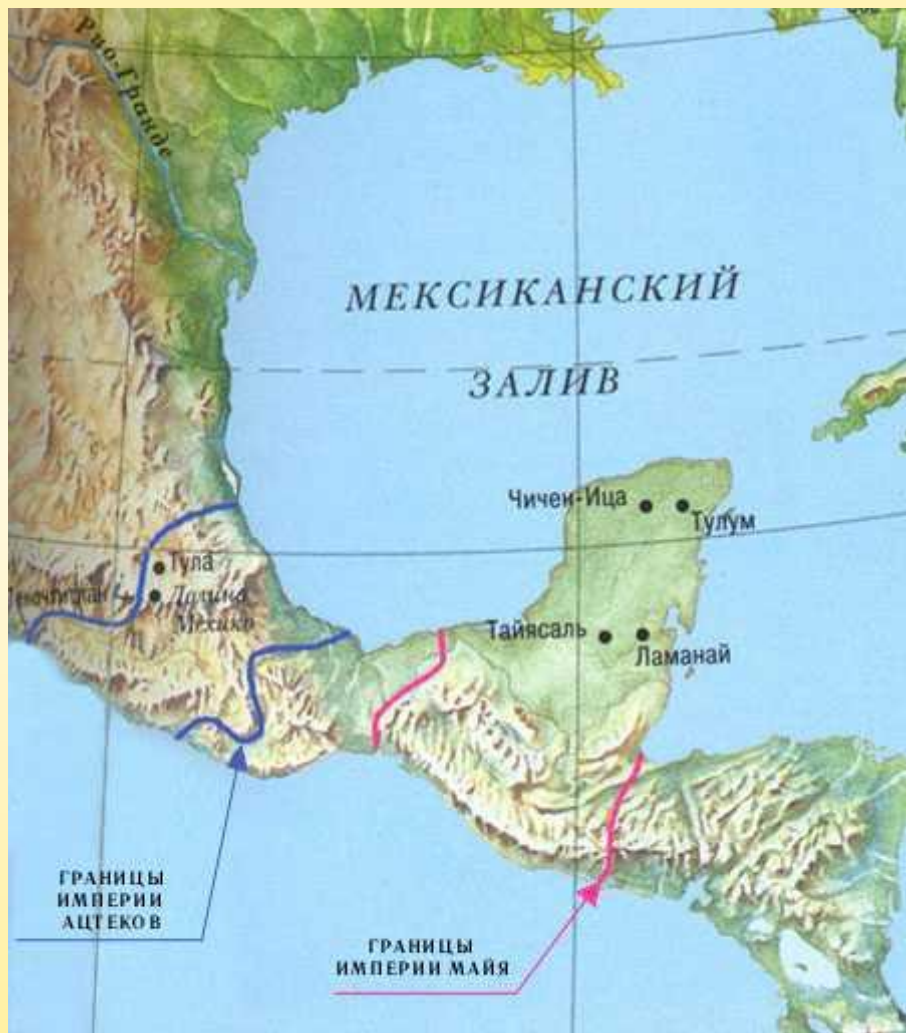 Рио-Гранде
МЕКСИКАНСКИЙ
ЗАЛИВ
Чичен-Ица
Тулум
Тула
Долина
Мехико
Тайясаль
Ламанай
ГРАНИЦЫ
ИМПЕРИИ
АЦТЕКОВ
ГРАНИЦЫ
ИМПЕРИИ МАЙЯ